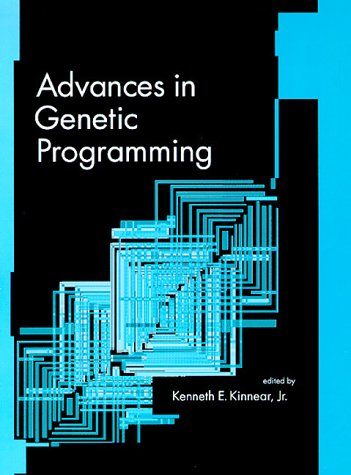 Advances in
Genetic
Programming
edited by
Kenneth E. Kinnear, Jr.